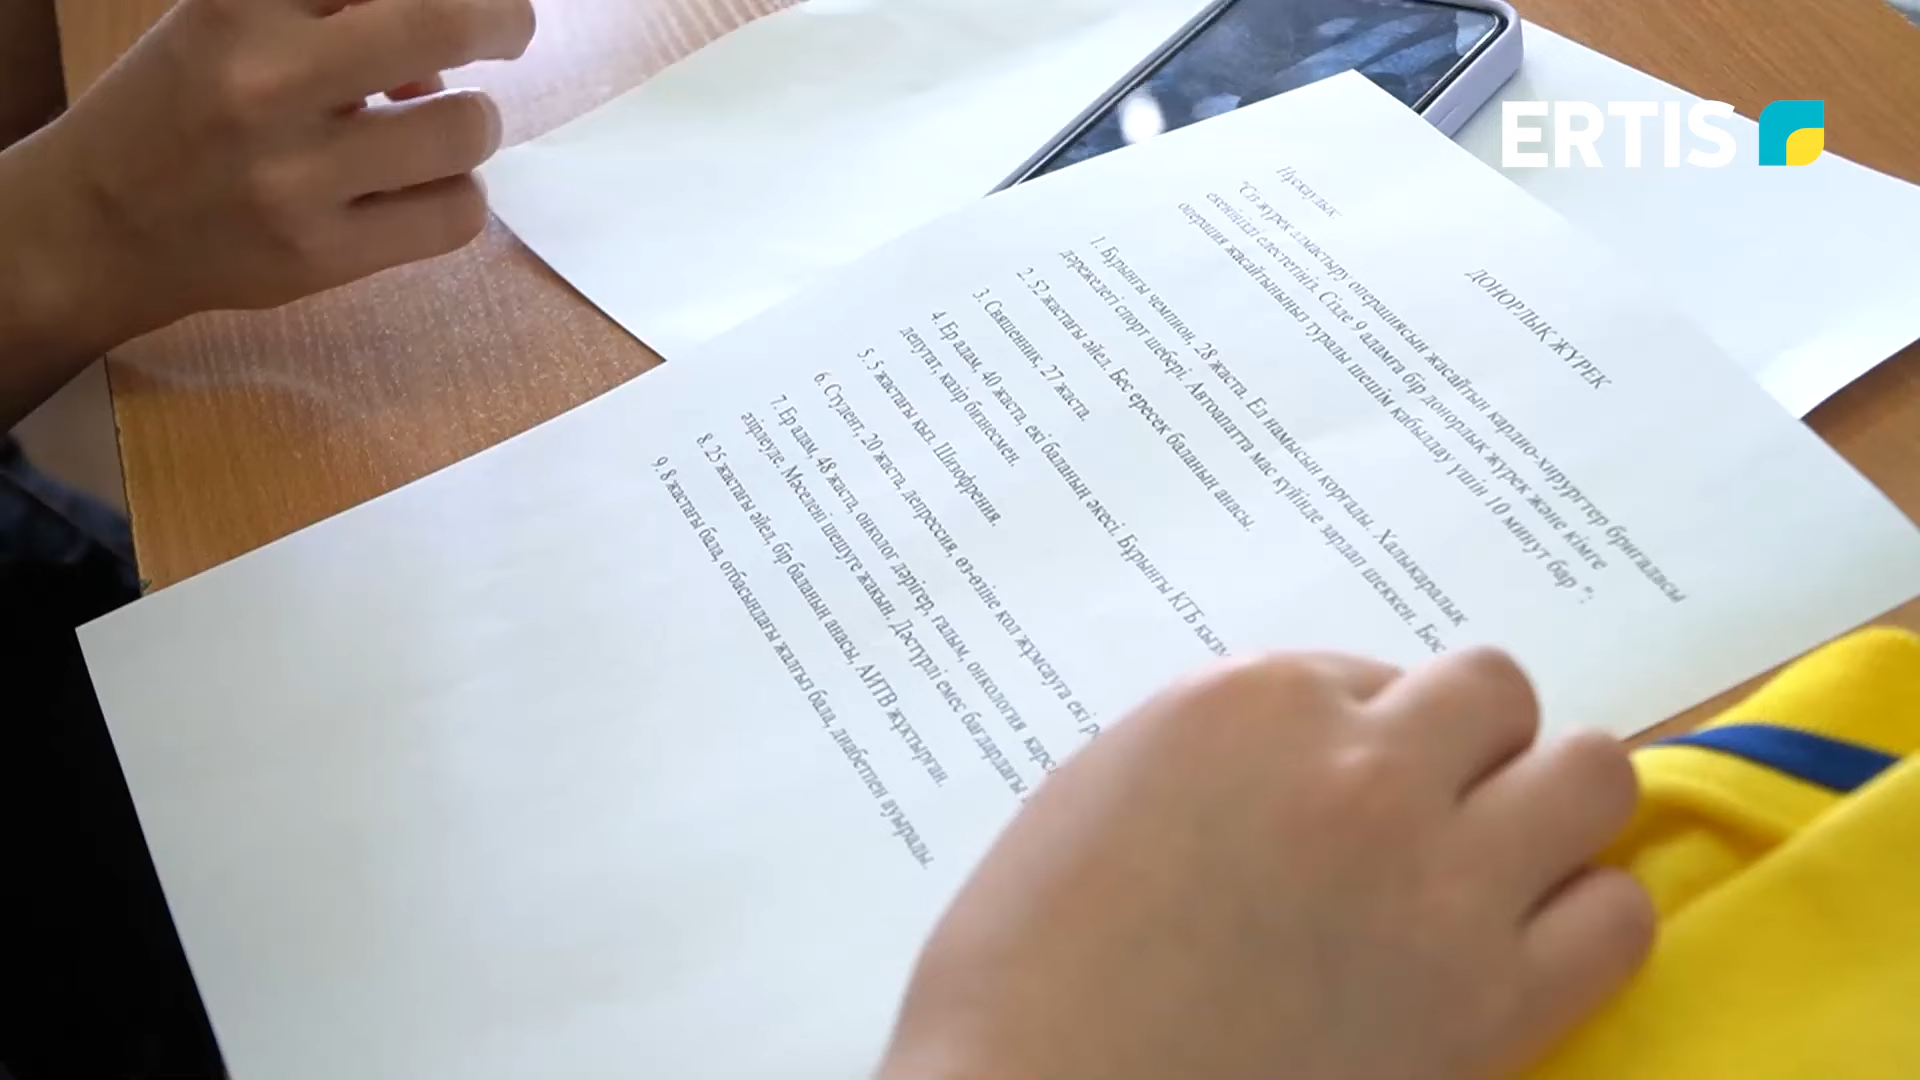 ERTIS
ДОНОРЛЫҚ ЖҮРЕК
Нұсқаулық:
"Сіз жүрек алмастыру операциясын жасайтын кардио-хирургтер бригадасы
екеніңізді елестетіңіз. Сізде 9 адамға бір донорлық жүрек және кімге
операция жасайтыныңыз туралы шешім қабылдау үшін 10 минут бар":
1. Бұрынғы чемпион, 28 жаста. Ел намысын қорғады. Халықаралық
дәрежедегі спорт шебері. Автоапатта мас күйінде зардап шеккен. Бос
2. 52 жастағы әйел. Бес ересек баланың анасы.
3. Священник, 27 жаста.
4. Ер адам, 40 жаста, екі баланың әкесі. Бұрынғы КГБ
депутат, қазір бизнесмен.
5. 5 жастағы қыз. Шизофрения.
6. Студент, 20 жаста, депрессия, өз-өзіне қол жұмсауға екі
7. Ер адам, 48 жаста, онколог дәрігер, ғалым, онкология
әзірлеуде. Мәселені шешуге жақын. Дәстүрлі емес бағдардағы
8. 25 жастағы әйел, бір баланың анасы, АИТВ жұқтырған.
9. 8 жастағы бала, отбасындағы жалғыз бала, диабетпен ауырады.